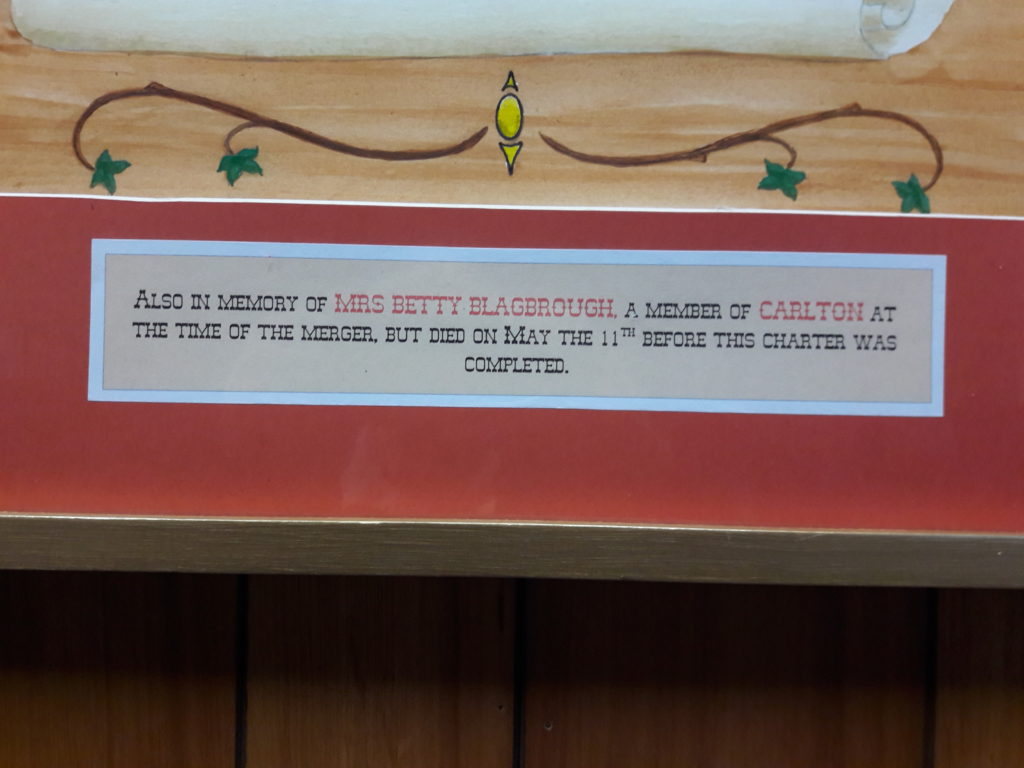 Also in memory of MRS BETTY BLAGBROUGH, a member of CARLTON at
the time of the merger, but died on May the 11th before this charter was
completed.